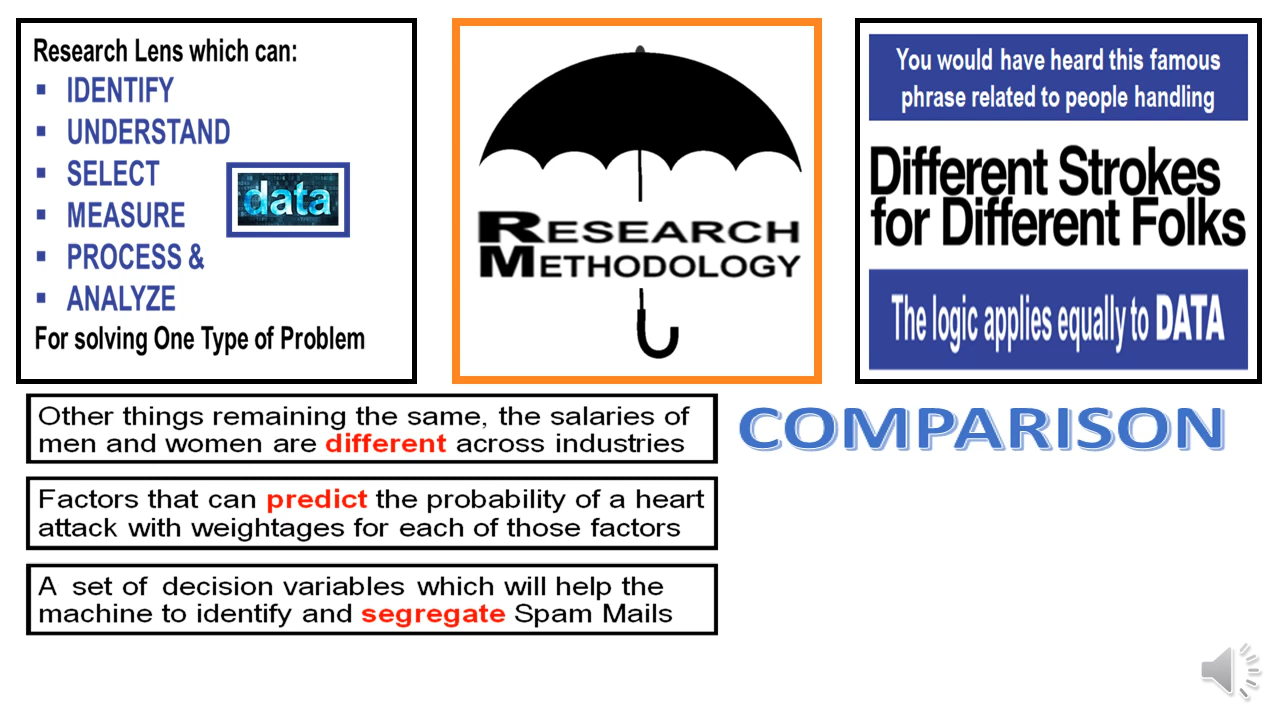 Research Lens which can:
▪ IDENTIFY
▪ UNDERSTAND
▪ SELECT
▪ MEASURE
▪ PROCESS &
▪ ANALYZE
data
For solving One Type of Problem
RESEARCH
METHODOLOGY
You would have heard this famous
phrase related to people handling
Different Strokes
for Different Folks
The logic applies equally to DATA
Other things remaining the same, the salaries of
men and women are different across industries
COMPARISON
Factors that can predict the probability of a heart
attack with weightages for each of those factors
A set of decision variables which will help the
machine to identify and segregate Spam Mails